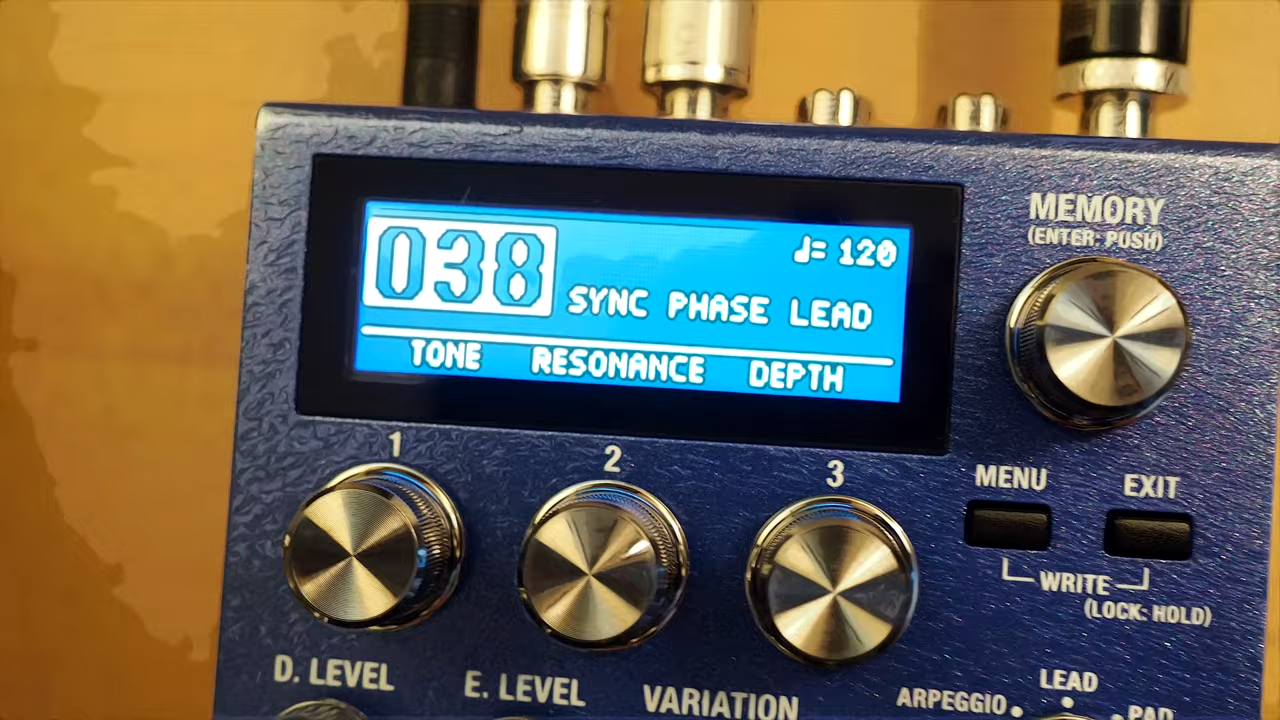 MEMORY
(ENTER: PUSH)
038
♩= 120
SYNC PHASE LEAD
TONE RESONANCE DEPTH
1 2 3
MENU EXIT
WRITE
(LOCK: HOLD)
D. LEVEL E. LEVEL VARIATION
ARPEGGIO LEAD PAD